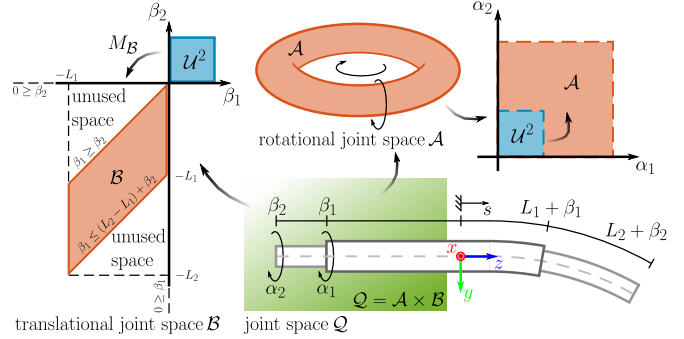 β₂
M_𝓑
𝓤²
−L₁
0 ≥ β₂
β₁
unused
space
β₁ ≥ β₂
𝓑
−L₁
β₁ ≤ (L₂ − L₁) + β₂
unused
space
−L₂
0 ≥ β₁
translational joint space 𝓑
𝓐
rotational joint space 𝓐
α₂
𝓐
𝓤²
α₁
β₂
β₁
s
L₁ + β₁
L₂ + β₂
x
z
y
α₂
α₁
𝓠 = 𝓐 × 𝓑
joint space 𝓠